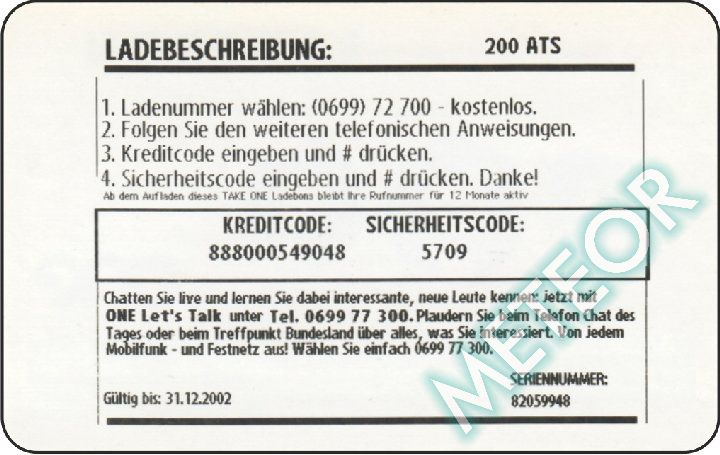 LADEBESCHREIBUNG: 200 ATS
1. Ladenummer wählen: (0699) 72 700 - kostenlos.
2. Folgen Sie den weiteren telefonischen Anweisungen.
3. Kreditcode eingeben und # drücken.
4. Sicherheitscode eingeben und # drücken. Danke!
Ab dem Aufladen dieses TAKE ONE Ladebons bleibt Ihre Rufnummer für 12 Monate aktiv
KREDITCODE: SICHERHEITSCODE:
888000549048 5709
Chatten Sie live und lernen Sie dabei interessante, neue Leute kennen: Jetzt mit
ONE Let's Talk unter Tel. 0699 77 300. Plaudern Sie beim Telefon Chat des
Tages oder beim Treffpunkt Bundesland über alles, was Sie interessiert. Von jedem
Mobilfunk - und Festnetz aus! Wählen Sie einfach 0699 77 300.
SERIENNUMMER:
Gültig bis: 31.12.2002 82059948
METEOR